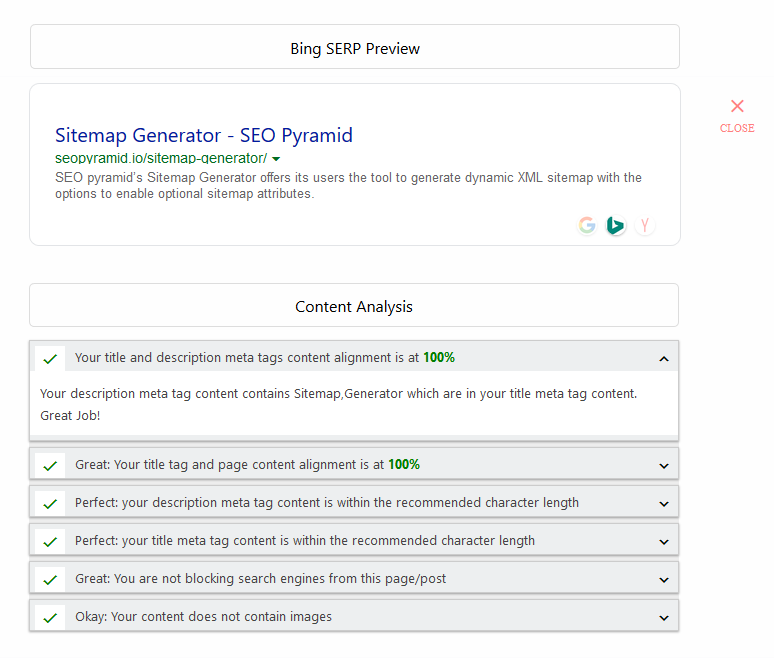 Bing SERP Preview
CLOSE
Sitemap Generator - SEO Pyramid
seopyramid.io/sitemap-generator/
SEO pyramid's Sitemap Generator offers its users the tool to generate dynamic XML sitemap with the
options to enable optional sitemap attributes.
Content Analysis
Your title and description meta tags content alignment is at 100%
Your description meta tag content contains Sitemap,Generator which are in your title meta tag content.
Great Job!
Great: Your title tag and page content alignment is at 100%
Perfect: your description meta tag content is within the recommended character length
Perfect: your title meta tag content is within the recommended character length
Great: You are not blocking search engines from this page/post
Okay: Your content does not contain images